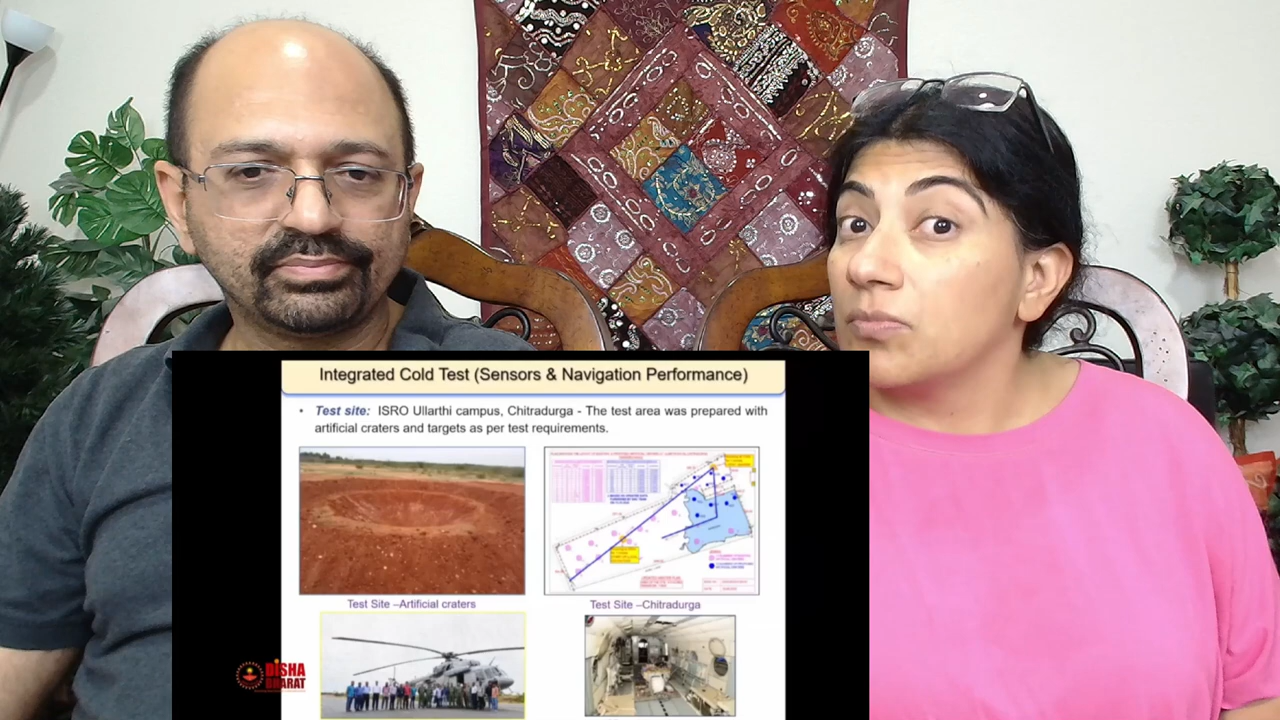 Integrated Cold Test (Sensors & Navigation Performance)
• Test site: ISRO Ullarthi campus, Chitradurga - The test area was prepared with
artificial craters and targets as per test requirements.
Test Site –Artificial craters
Test Site –Chitradurga
DISHA
BHARAT